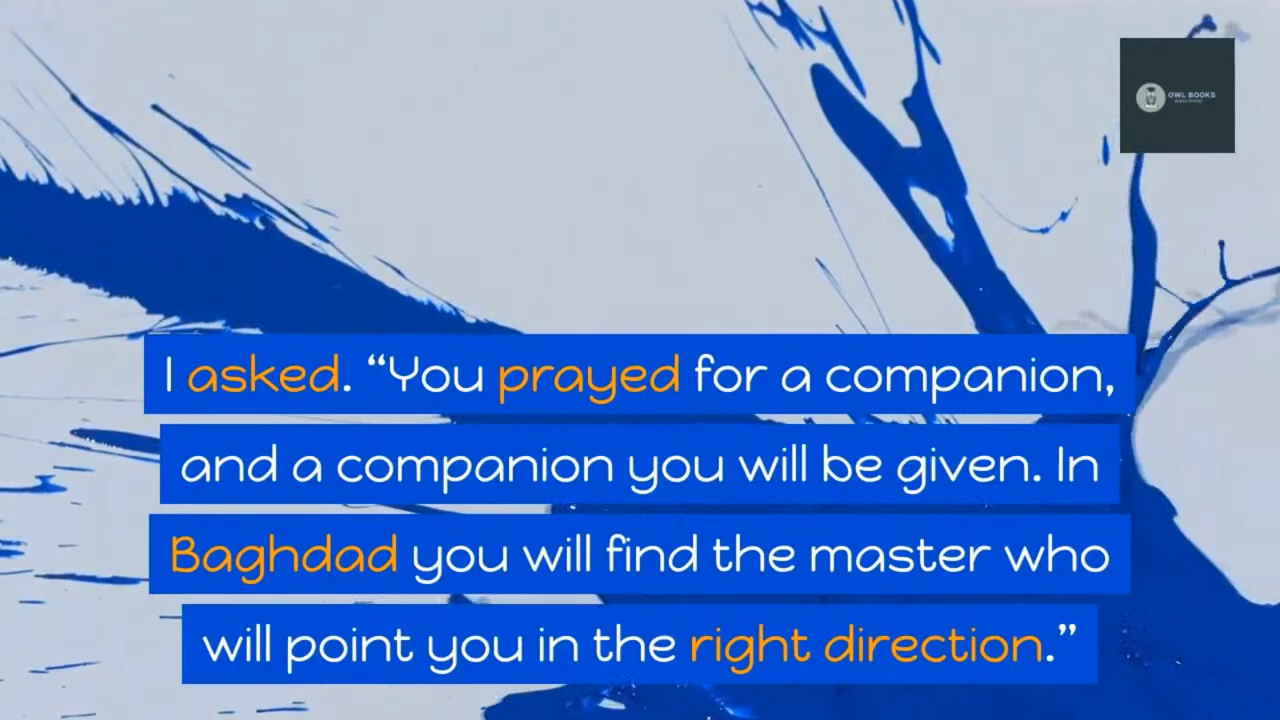 OWL BOOKS
I asked. “You prayed for a companion,
and a companion you will be given. In
Baghdad you will find the master who
will point you in the right direction.”